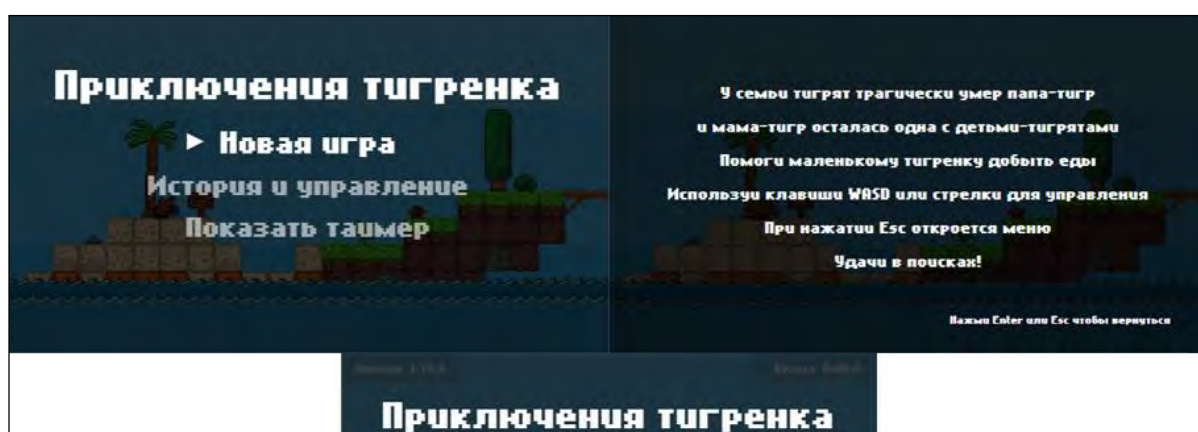 Приключения тигренка
▶ Новая игра
История и управление
Показать таимер
У семьи тигрят трагически умер папа-тигр
и мама-тигр осталась одна с детьми-тигрятами
Помоги маленькому тигренку добыть еды
Используи клавиши WASD или стрелки для управления
При нажатии Esc откроется меню
Удачи в поисках!
Нажми Enter или Esc чтобы вернуться
Приключения тигренка